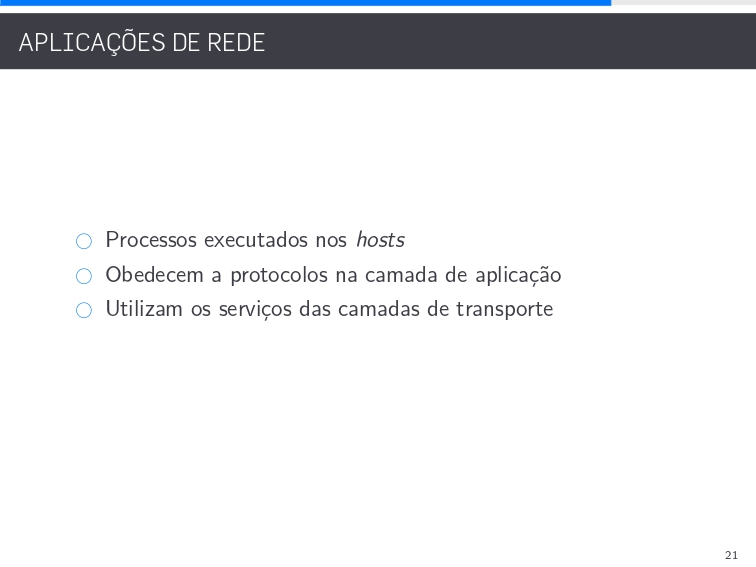 APLICAÇÕES DE REDE
Processos executados nos hosts
Obedecem a protocolos na camada de aplicação
Utilizam os serviços das camadas de transporte
21